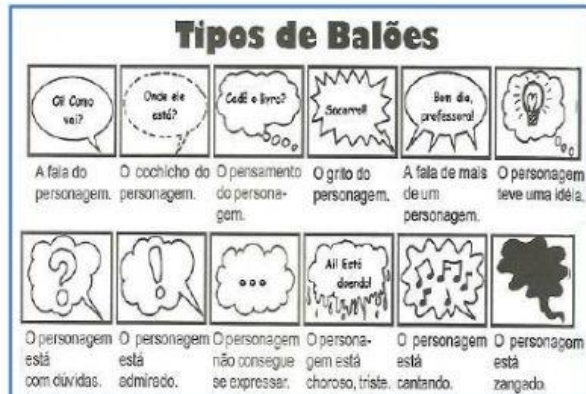 Tipos de Balões
Oi! Como
vai?
Onde ele
está?
Cadê o livro?
Socorro!!
Bom dia,
professora!
A fala do
personagem.
O cochicho do
personagem.
O pensamento
do persona-
gem.
O grito do
personagem.
A fala de mais
de um
personagem.
O personagem
teve uma idéia.
?
!
...
Ai! Está
doendo!
O personagem
está
com dúvidas.
O personagem
está
admirado.
O personagem
não consegue
se expressar.
O persona-
gem está
choroso, triste.
O personagem
está
cantando.
O personagem
está
zangado.